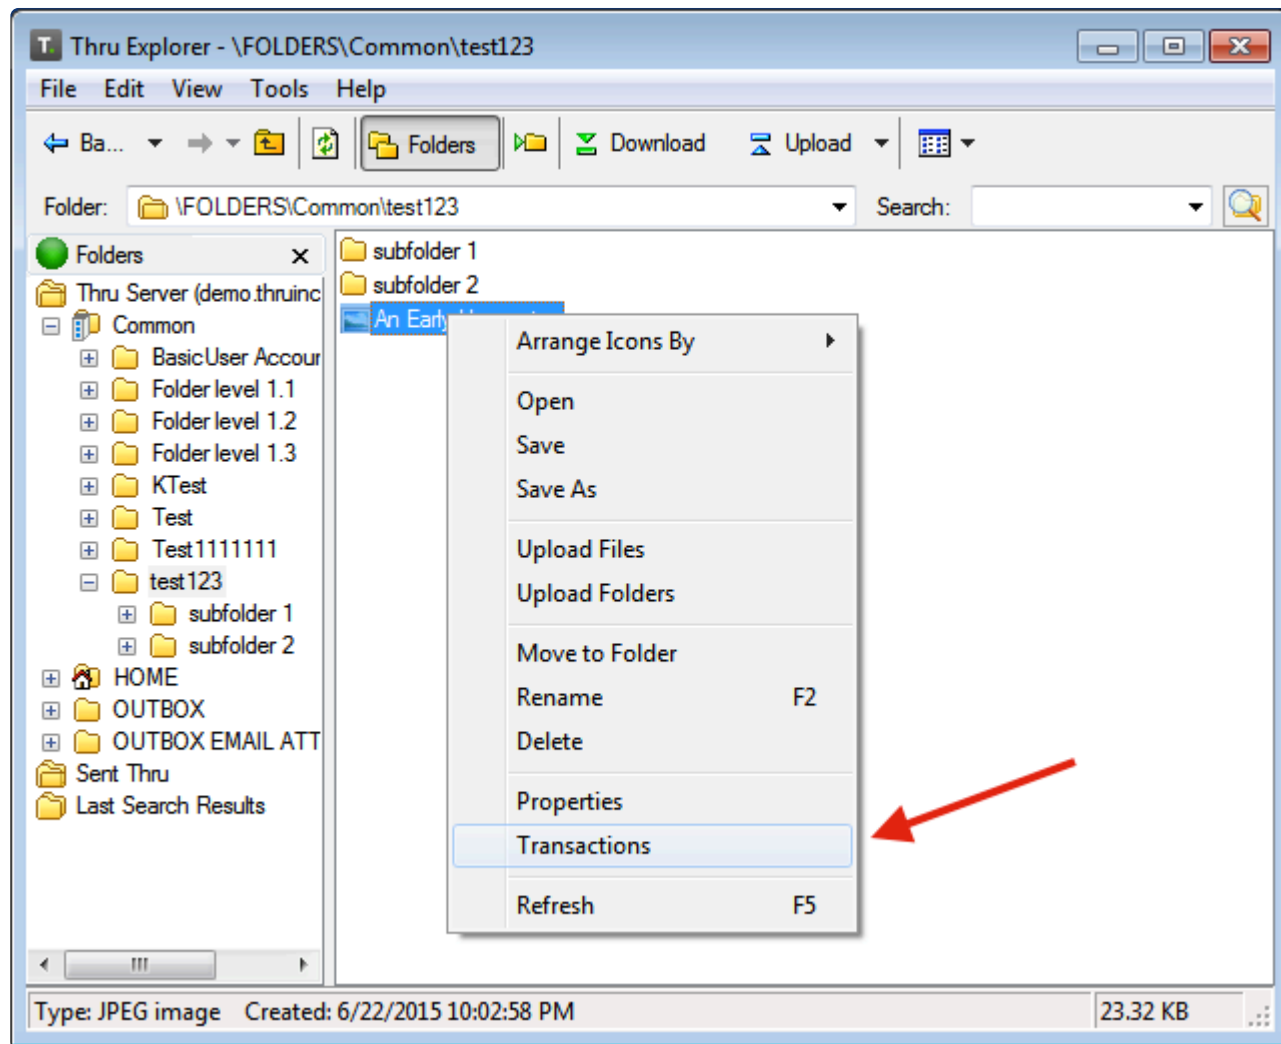 Thru Explorer - \FOLDERS\Common\test123
File Edit View Tools Help
Ba... Folders Download Upload
Folder: \FOLDERS\Common\test123 Search:
Folders
Thru Server (demo.thruinc
Common
BasicUser Accour
Folder level 1.1
Folder level 1.2
Folder level 1.3
KTest
Test
Test1111111
test123
subfolder 1
subfolder 2
HOME
OUTBOX
OUTBOX EMAIL ATT
Sent Thru
Last Search Results
subfolder 1
subfolder 2
An Early
Arrange Icons By
Open
Save
Save As
Upload Files
Upload Folders
Move to Folder
Rename F2
Delete
Properties
Transactions
Refresh F5
Type: JPEG image Created: 6/22/2015 10:02:58 PM 23.32 KB